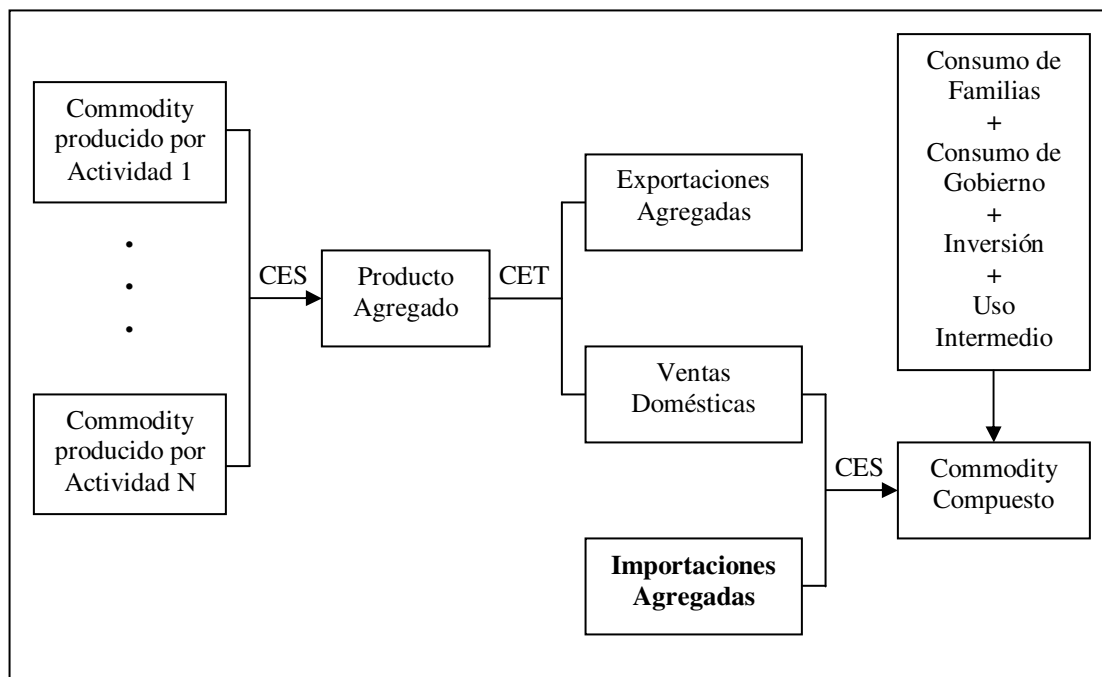 Commodity
producido por
Actividad 1
Commodity
producido por
Actividad N
CES
Producto
Agregado
CET
Exportaciones
Agregadas
Ventas
Domésticas
Importaciones
Agregadas
CES
Consumo de
Familias
+
Consumo de
Gobierno
+
Inversión
+
Uso
Intermedio
Commodity
Compuesto